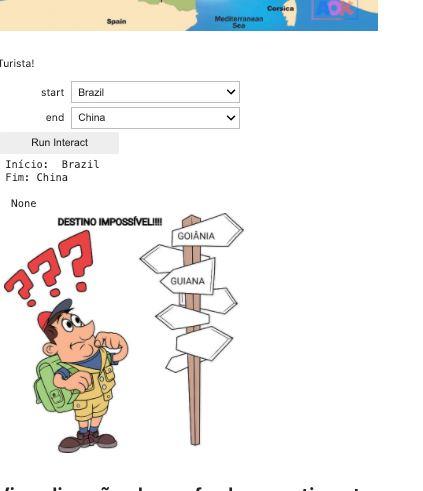 Corsica
Spain
Mediterranean
Sea
Turista!
start Brazil
end China
Run Interact
Início: Brazil
Fim: China
None
DESTINO IMPOSSÍVEL!!!!
???
GOIÂNIA
GUIANA